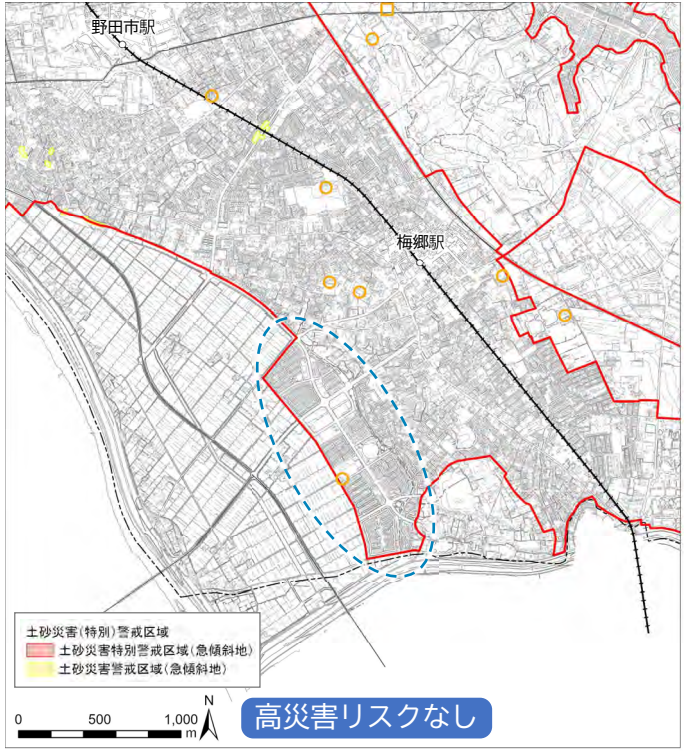 野田市駅
梅郷駅
土砂災害(特別)警戒区域
土砂災害特別警戒区域(急傾斜地)
土砂災害警戒区域(急傾斜地)
0 500 1,000 m
N
高災害リスクなし